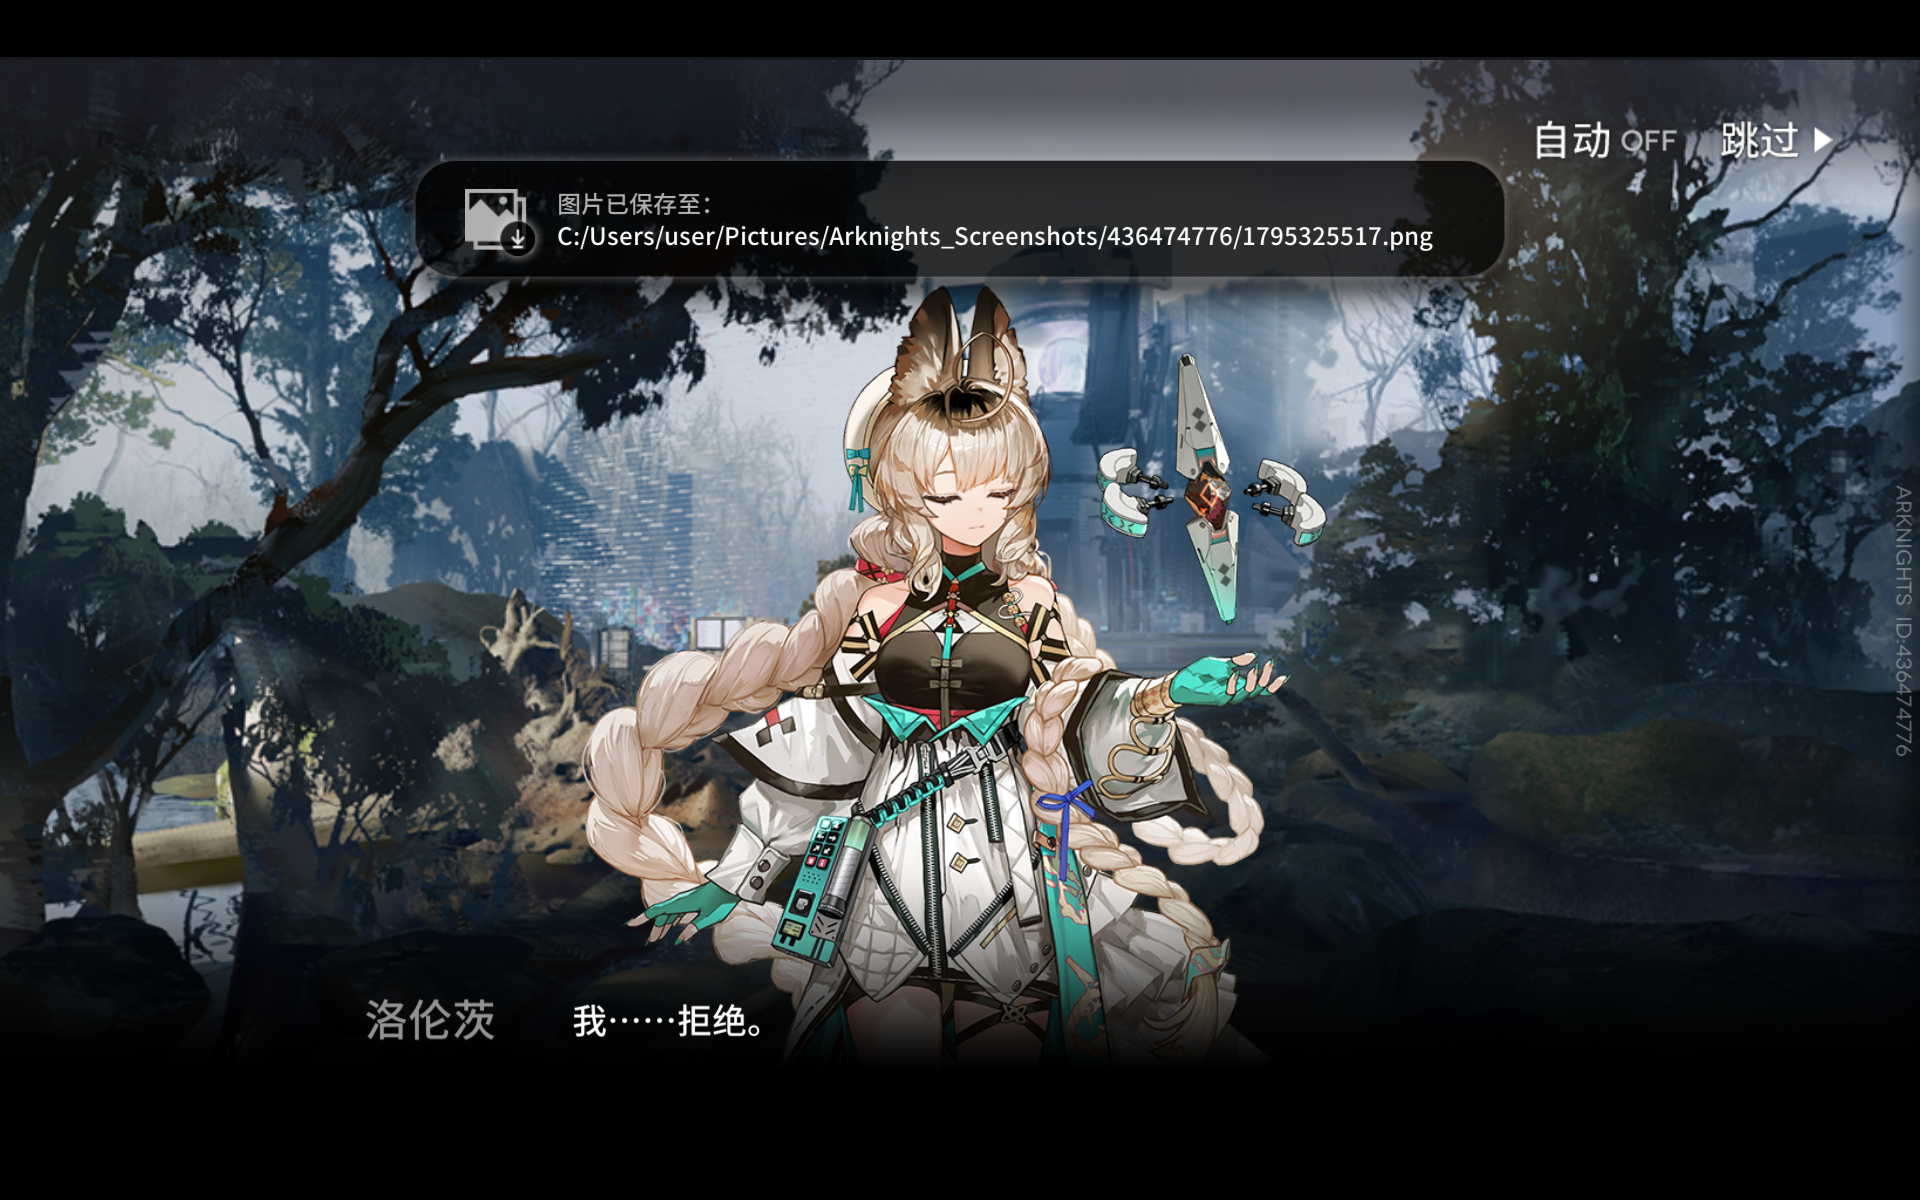 自动 OFF 跳过
图片已保存至：
C:/Users/user/Pictures/Arknights_Screenshots/436474776/1795325517.png
ARKNIGHTS ID:436474776
洛伦茨 我……拒绝。